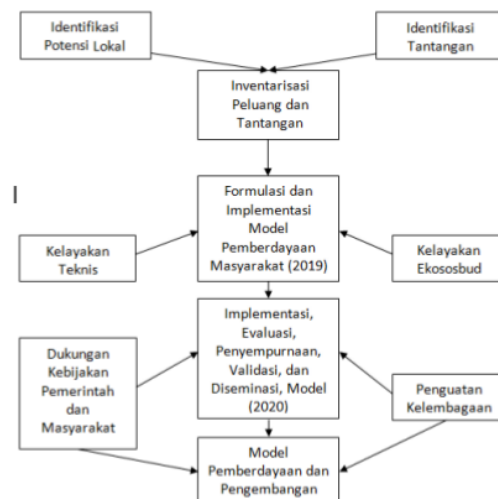 Identifikasi
Potensi Lokal
Identifikasi
Tantangan
Inventarisasi
Peluang dan
Tantangan
Formulasi dan
Implementasi
Model
Pemberdayaan
Masyarakat (2019)
Kelayakan
Teknis
Kelayakan
Ekososbud
Implementasi,
Evaluasi,
Penyempurnaan,
Validasi, dan
Diseminasi, Model
(2020)
Dukungan
Kebijakan
Pemerintah
dan
Masyarakat
Penguatan
Kelembagaan
Model
Pemberdayaan dan
Pengembangan